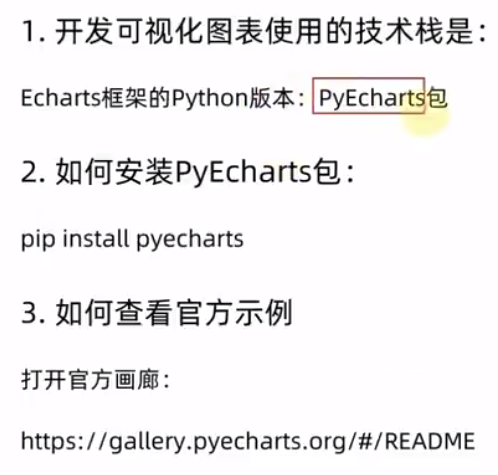 1. 开发可视化图表使用的技术栈是：
Echarts框架的Python版本：PyEcharts包
2. 如何安装PyEcharts包：
pip install pyecharts
3. 如何查看官方示例
打开官方画廊：
https://gallery.pyecharts.org/#/README